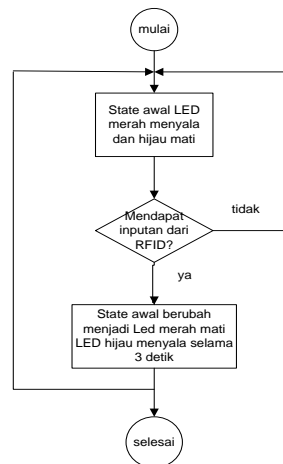 mulai
State awal LED
merah menyala
dan hijau mati
Mendapat
inputan dari
RFID?
tidak
ya
State awal berubah
menjadi Led merah mati
LED hijau menyala selama
3 detik
selesai